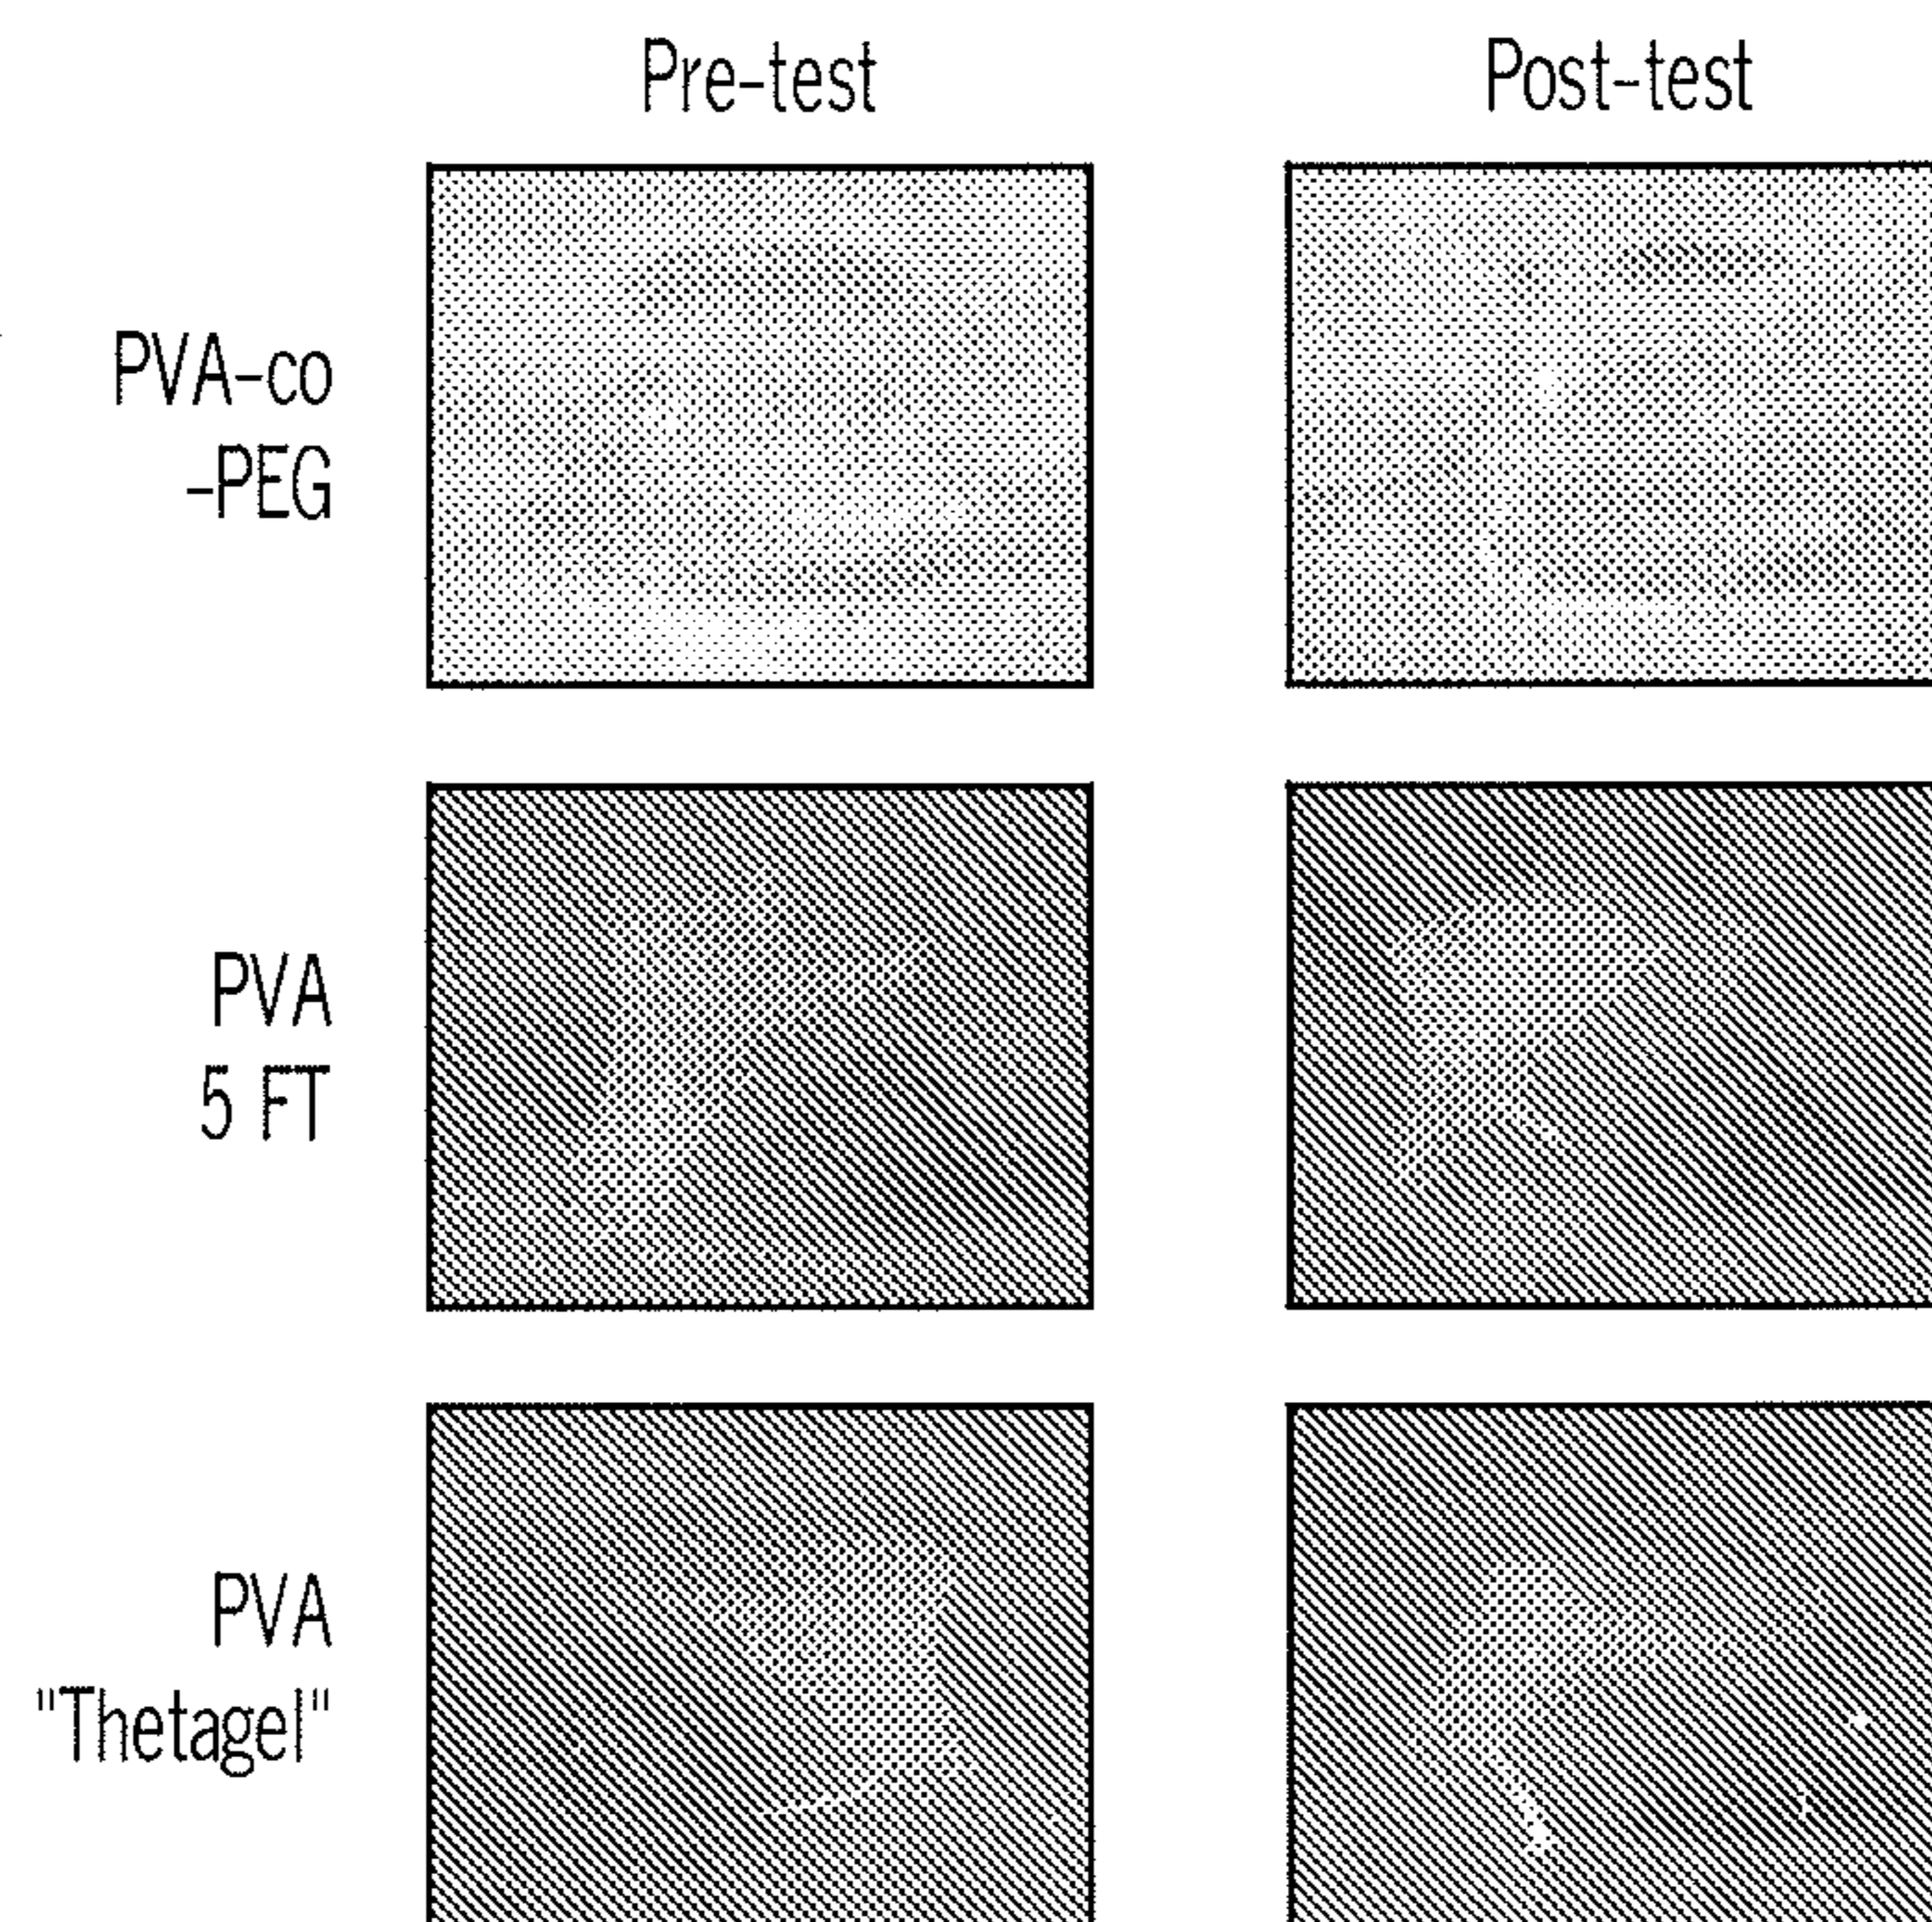 Pre-test Post-test
PVA-co
-PEG
PVA
5 FT
PVA
"Thetagel"